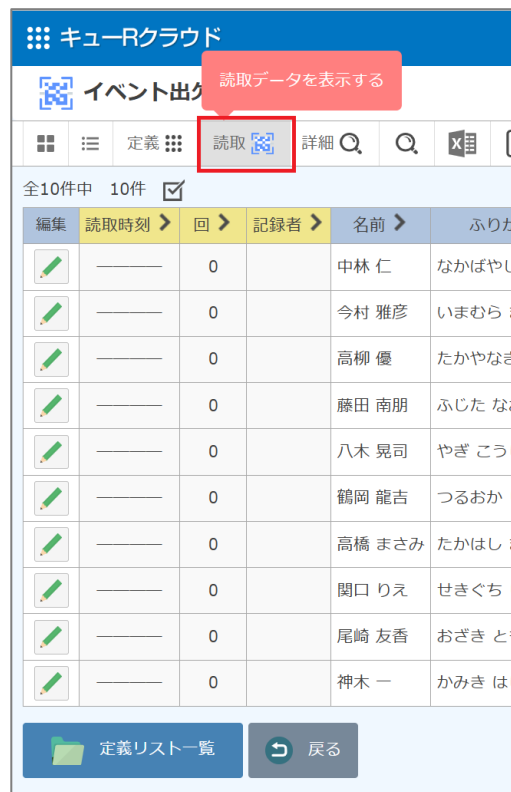 キューRクラウド
イベント出
読取データを表示する
定義 読取 詳細
全10件中 10件
編集 読取時刻 回 記録者 名前 ふり
———— 0 中林 仁 なかばやし
———— 0 今村 雅彦 いまむら
———— 0 高柳 優 たかやなぎ
———— 0 藤田 南朋 ふじた な
———— 0 八木 晃司 やぎ こう
———— 0 鶴岡 龍吉 つるおか
———— 0 高橋 まさみ たかはし
———— 0 関口 りえ せきぐち
———— 0 尾崎 友香 おざき と
———— 0 神木 一 かみき は
定義リスト一覧 戻る